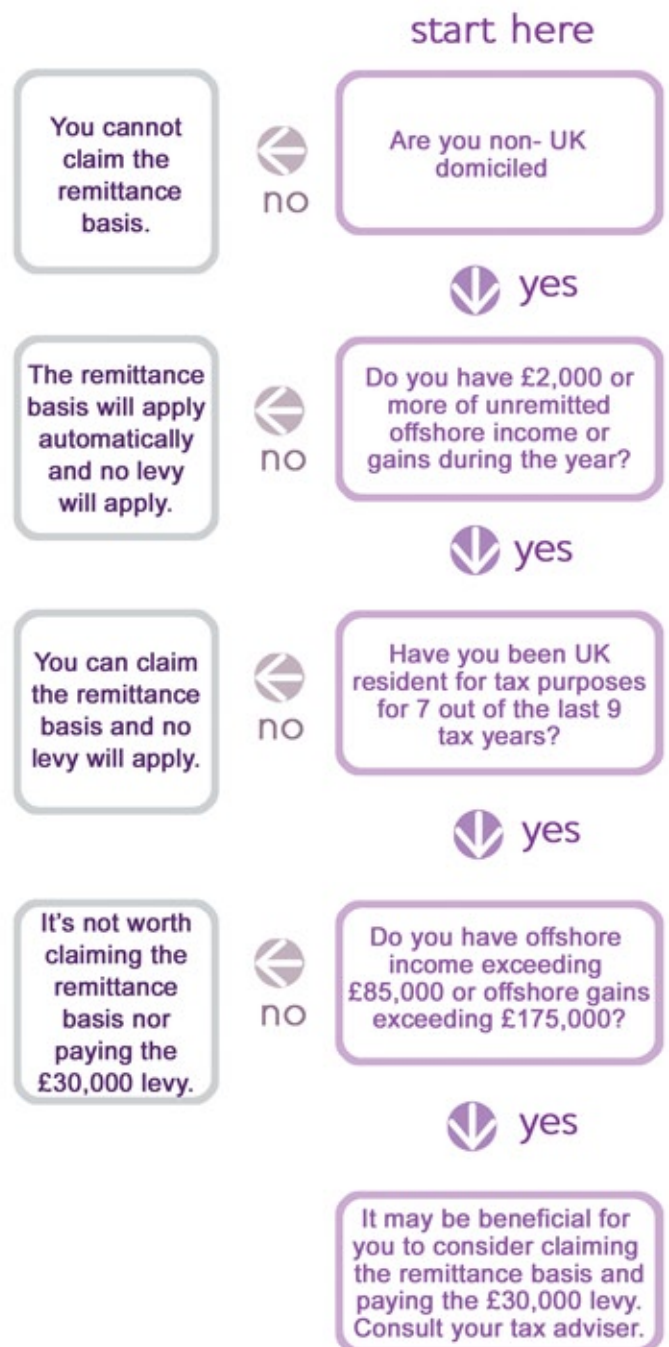 start here
Are you non- UK
domiciled
no
You cannot
claim the
remittance
basis.
yes
Do you have £2,000 or
more of unremitted
offshore income or
gains during the year?
no
The remittance
basis will apply
automatically
and no levy
will apply.
yes
Have you been UK
resident for tax purposes
for 7 out of the last 9
tax years?
no
You can claim
the remittance
basis and no
levy will apply.
yes
Do you have offshore
income exceeding
£85,000 or offshore gains
exceeding £175,000?
no
It's not worth
claiming the
remittance
basis nor
paying the
£30,000 levy.
yes
It may be beneficial for
you to consider claiming
the remittance basis and
paying the £30,000 levy.
Consult your tax adviser.